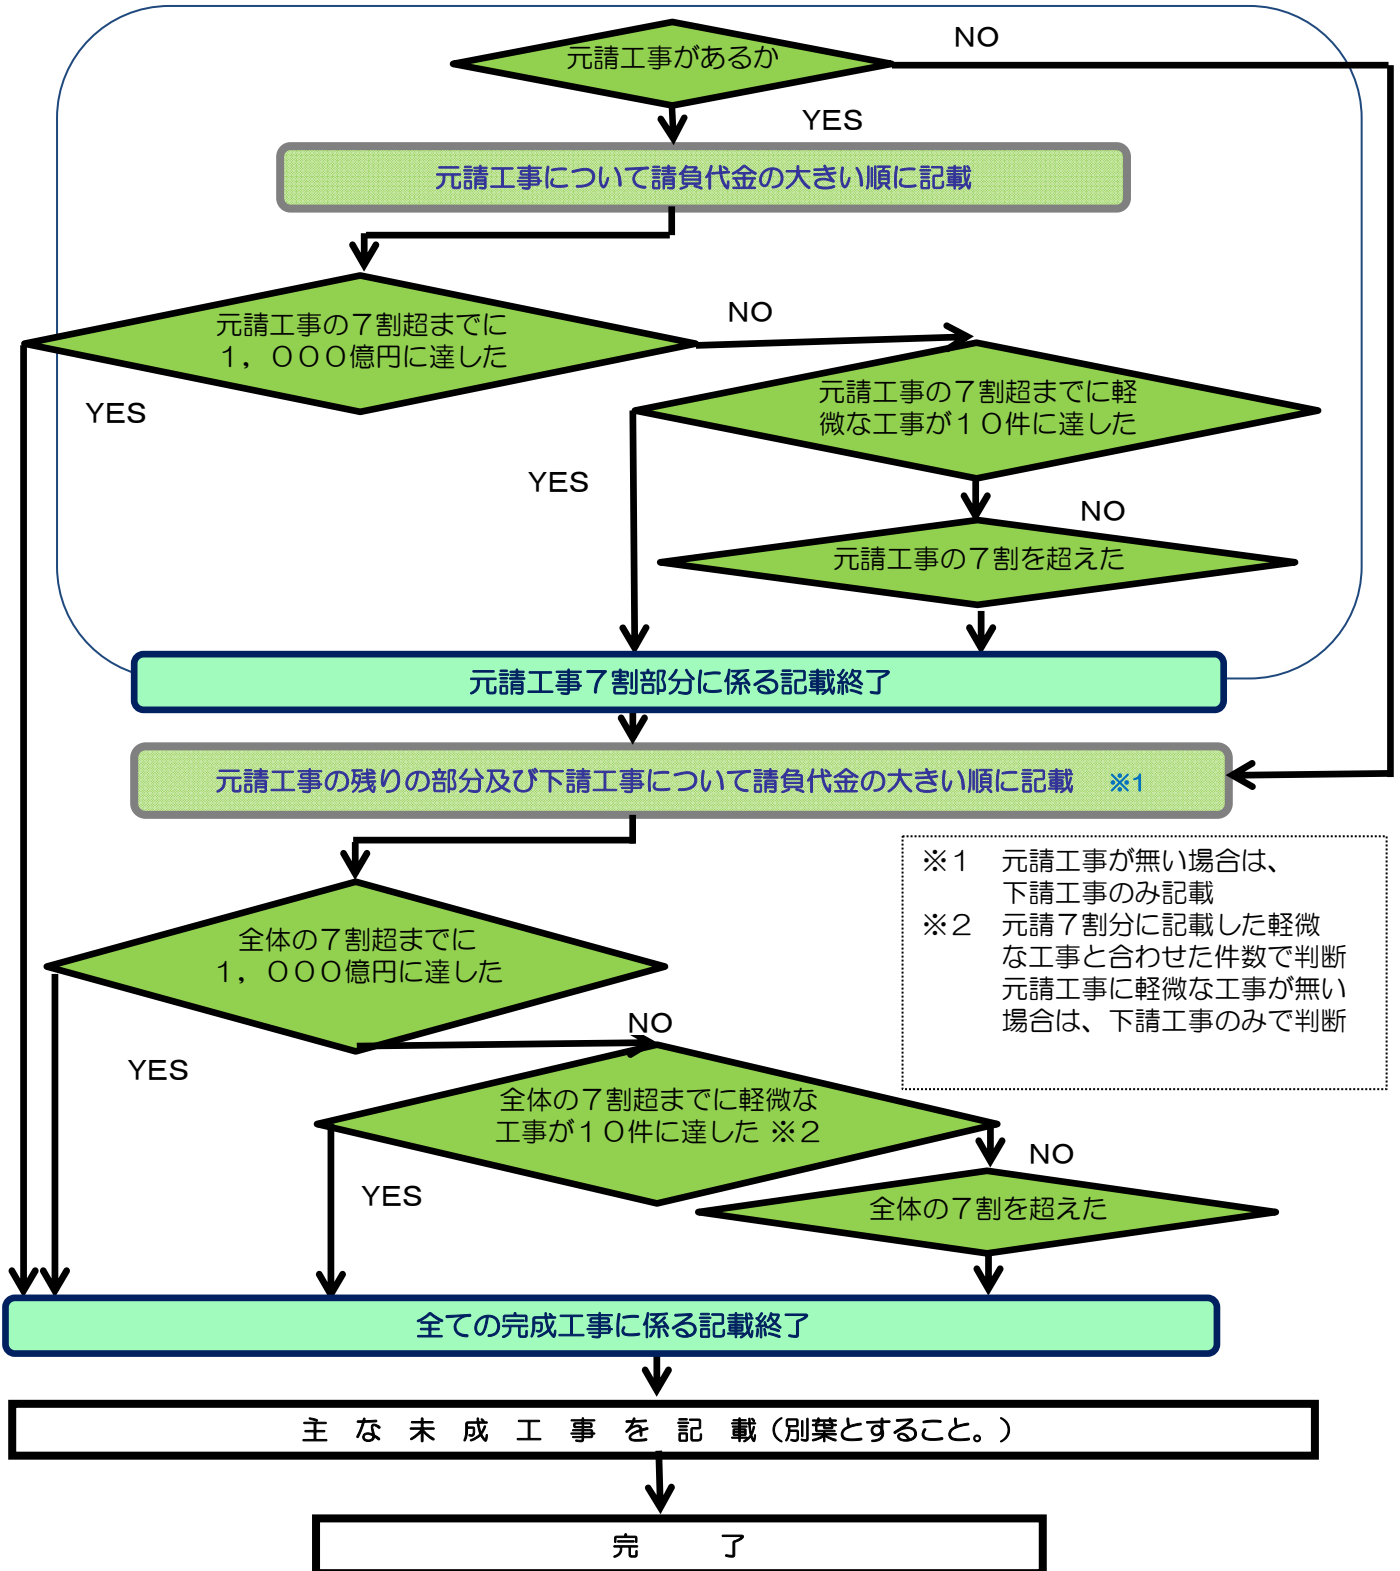 元請工事があるか
NO
YES
元請工事について請負代金の大きい順に記載
元請工事の７割超までに
１，０００億円に達した
NO
YES
元請工事の７割超までに軽
微な工事が１０件に達した
YES
NO
元請工事の７割を超えた
元請工事７割部分に係る記載終了
元請工事の残りの部分及び下請工事について請負代金の大きい順に記載　※1
※１　元請工事が無い場合は、
下請工事のみ記載
※２　元請７割分に記載した軽微
な工事と合わせた件数で判断
元請工事に軽微な工事が無い
場合は、下請工事のみで判断
全体の７割超までに
１，０００億円に達した
NO
YES
全体の７割超までに軽微な
工事が１０件に達した ※２
NO
YES
全体の７割を超えた
全ての完成工事に係る記載終了
主　な　未　成　工　事　を　記　載（別葉とすること。）
完　　　了